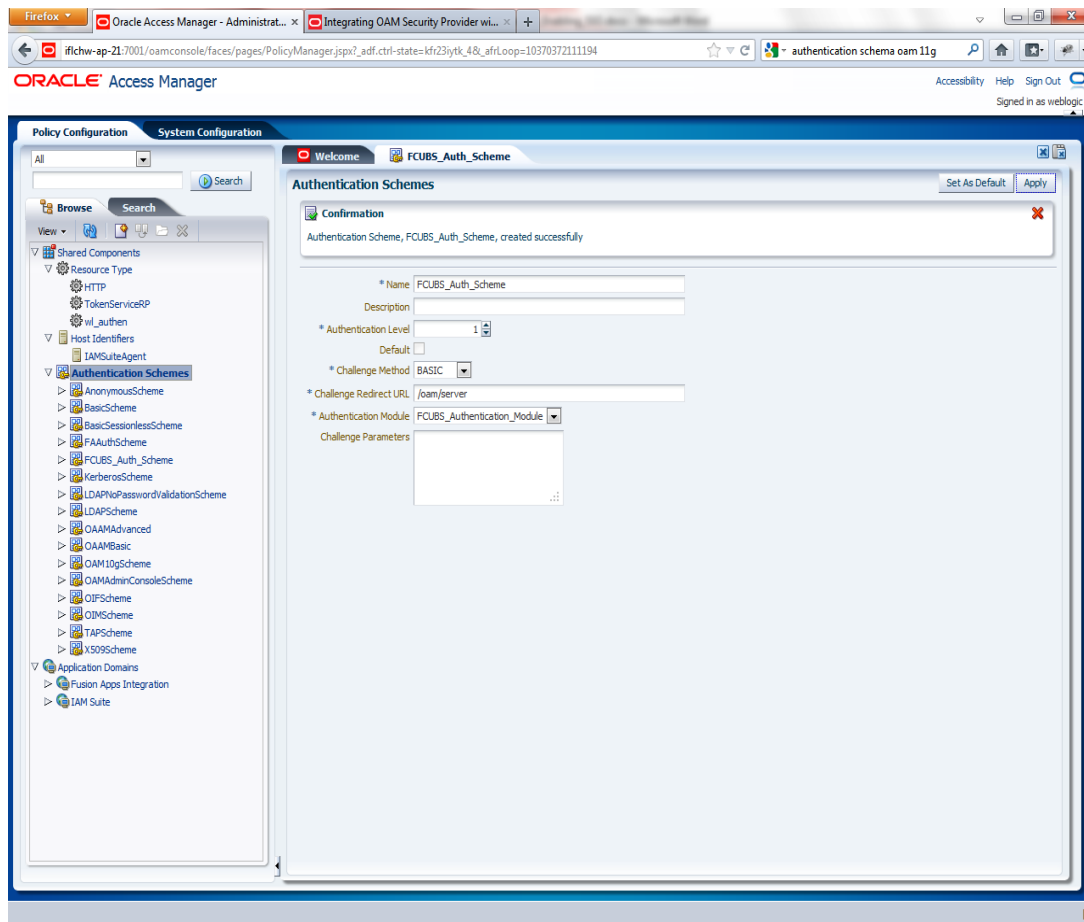 Firefox
Oracle Access Manager - Administrat... ×
Integrating OAM Security Provider wi... ×
+
iflchw-ap-21:7001/oamconsole/faces/pages/PolicyManager.jspx?_adf.ctrl-state=kfr23iytk_4&_afrLoop=10370372111194
authentication schema oam 11g
ORACLE Access Manager
Accessibility Help Sign Out
Signed in as weblogic
Policy Configuration System Configuration
All
Search
Browse Search
View
Shared Components
Resource Type
HTTP
TokenServiceRP
wl_authen
Host Identifiers
IAMSuiteAgent
Authentication Schemes
AnonymousScheme
BasicScheme
BasicSessionlessScheme
FAAuthScheme
FCUBS_Auth_Scheme
KerberosScheme
LDAPNoPasswordValidationScheme
LDAPScheme
OAAMAdvanced
OAAMBasic
OAM10gScheme
OAMAdminConsoleScheme
OIFScheme
OIMScheme
TAPScheme
X509Scheme
Application Domains
Fusion Apps Integration
IAM Suite
Welcome FCUBS_Auth_Scheme
Authentication Schemes
Set As Default Apply
Confirmation
Authentication Scheme, FCUBS_Auth_Scheme, created successfully
* Name FCUBS_Auth_Scheme
Description
* Authentication Level 1
Default
* Challenge Method BASIC
* Challenge Redirect URL /oam/server
* Authentication Module FCUBS_Authentication_Module
Challenge Parameters